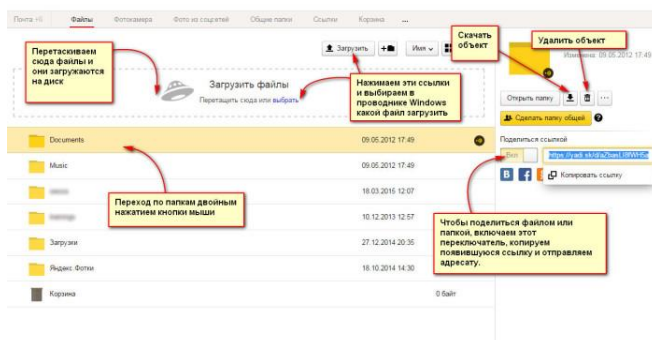 Почта Файлы Фотокамера Фото из соцсетей Общие папки Ссылки Корзина ...
Перетаскиваем
сюда файлы и
они загружаются
на диск
Загрузить
Имя
Скачать
объект
Удалить объект
Изменена: 09.05.2012 17:49
Загрузить файлы
Перетащить сюда или выбрать
Нажимаем эти ссылки
и выбираем в
проводнике Windows
какой файл загрузить
Открыть папку
...
Сделать папку общей
?
Documents 09.05.2012 17:49
Поделиться ссылкой
Вкл
Music 09.05.2012 17:49
Копировать ссылку
18.03.2015 12:07
Переход по папкам двойным
нажатием кнопки мыши
10.12.2013 12:57
Чтобы поделиться файлом или
папкой, включаем этот
переключатель, копируем
появившуюся ссылку и отправляем
адресату.
Загрузки 27.12.2014 20:35
Яндекс.Фотки 18.10.2014 14:30
Корзина 0 байт